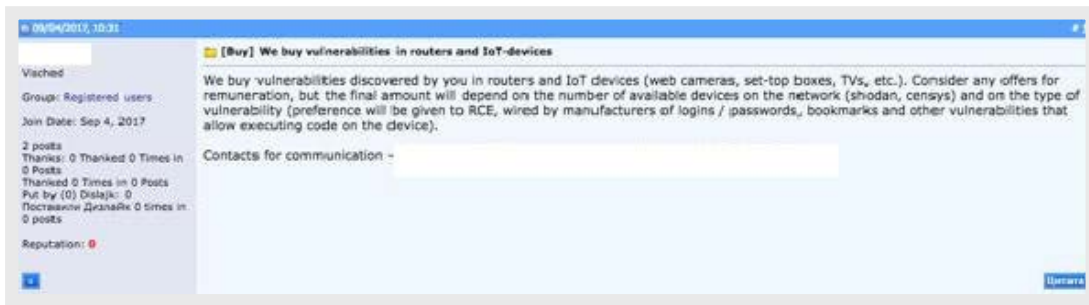 09/04/2017, 10:31
# 1
[Buy] We buy vulnerabilities in routers and IoT-devices
Vached
Group: Registered users
Join Date: Sep 4, 2017
2 posts
Thanks: 0 Thanked 0 Times in
0 Posts
Thanked 0 Times in 0 Posts
Put by (0) Dislajk: 0
Поставили Дизлайк 0 times in
0 posts
Reputation: 0
We buy vulnerabilities discovered by you in routers and IoT devices (web cameras, set-top boxes, TVs, etc.). Consider any offers for
remuneration, but the final amount will depend on the number of available devices on the network (shodan, censys) and on the type of
vulnerability (preference will be given to RCE, wired by manufacturers of logins / passwords, bookmarks and other vulnerabilities that
allow executing code on the device).
Contacts for communication -
Цитата